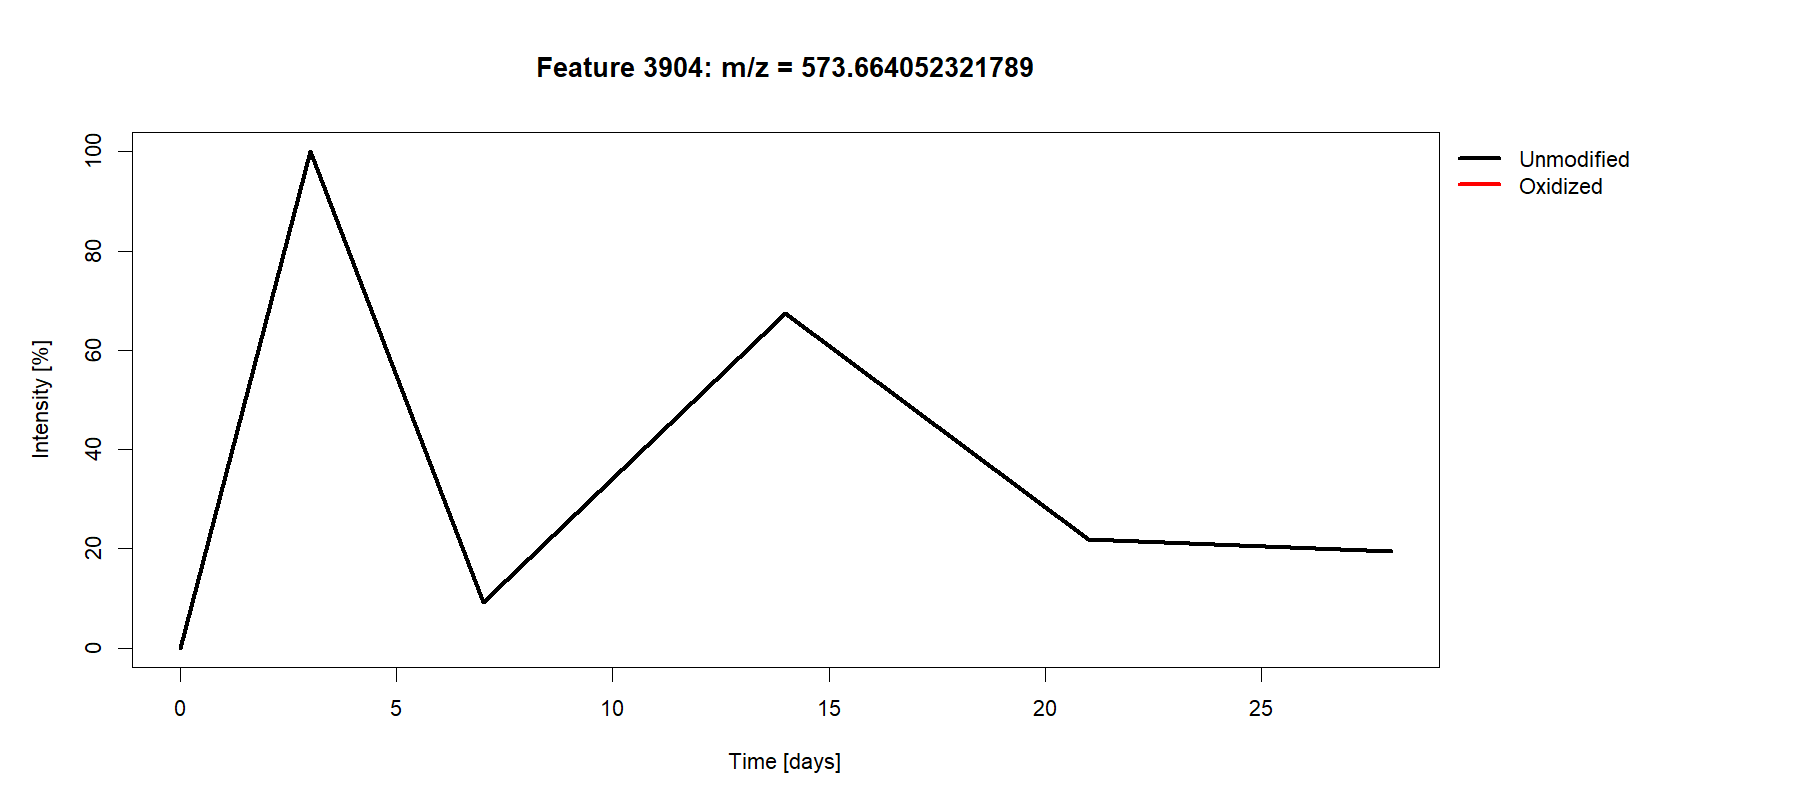 Feature 3904: m/z = 573.664052321789
Unmodified
Oxidized
Intensity [%]
100
80
60
40
20
0
0 5 10 15 20 25
Time [days]